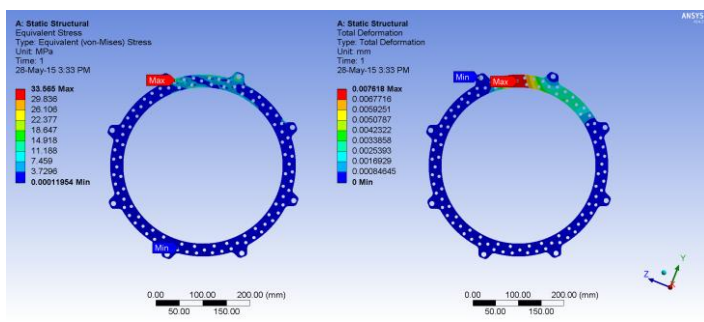 A: Static Structural
Equivalent Stress
Type: Equivalent (von-Mises) Stress
Unit: MPa
Time: 1
28-May-15 3:33 PM
33.565 Max
29.836
26.106
22.377
18.647
14.918
11.188
7.459
3.7296
0.00011954 Min
Max
Min
0.00 100.00 200.00 (mm)
50.00 150.00
A: Static Structural
Total Deformation
Type: Total Deformation
Unit: mm
Time: 1
28-May-15 3:33 PM
0.007618 Max
0.0067716
0.0059251
0.0050787
0.0042322
0.0033858
0.0025393
0.0016929
0.00084645
0 Min
Min
Max
0.00 100.00 200.00 (mm)
50.00 150.00
ANSYS
Y
Z